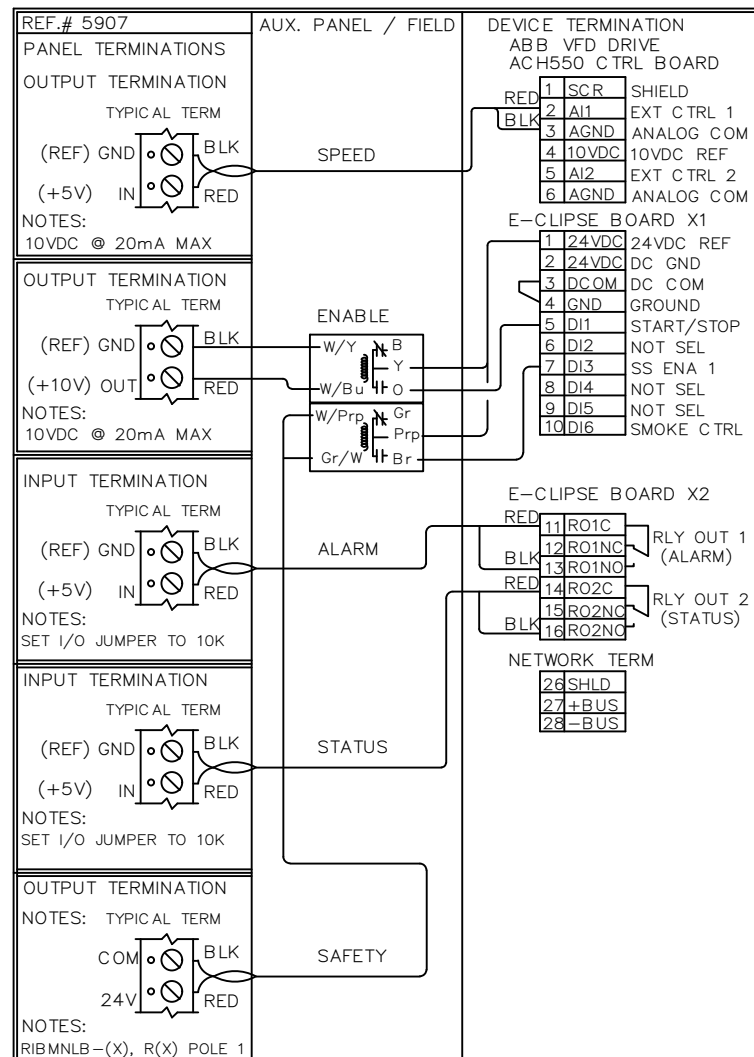 REF.# 5907
PANEL TERMINATIONS
OUTPUT TERMINATION
TYPICAL TERM
(REF) GND
BLK
(+5V) IN
RED
NOTES:
10VDC @ 20mA MAX
OUTPUT TERMINATION
TYPICAL TERM
(REF) GND
BLK
(+10V) OUT
RED
NOTES:
10VDC @ 20mA MAX
INPUT TERMINATION
TYPICAL TERM
(REF) GND
BLK
(+5V) IN
RED
NOTES:
SET I/O JUMPER TO 10K
INPUT TERMINATION
TYPICAL TERM
(REF) GND
BLK
(+5V) IN
RED
NOTES:
SET I/O JUMPER TO 10K
OUTPUT TERMINATION
NOTES: TYPICAL TERM
COM
BLK
24V
RED
NOTES:
RIBMNLB-(X), R(X) POLE 1
AUX. PANEL / FIELD
SPEED
ENABLE
W/Y
B
Y
W/Bu
O
W/Prp
Gr
Prp
Gr/W
Br
ALARM
STATUS
SAFETY
DEVICE TERMINATION
ABB VFD DRIVE
ACH550 CTRL BOARD
RED
BLK
1 SCR SHIELD
2 AI1 EXT CTRL 1
3 AGND ANALOG COM
4 10VDC 10VDC REF
5 AI2 EXT CTRL 2
6 AGND ANALOG COM
E-CLIPSE BOARD X1
1 24VDC 24VDC REF
2 24VDC DC GND
3 DCOM DC COM
4 GND GROUND
5 DI1 START/STOP
6 DI2 NOT SEL
7 DI3 SS ENA 1
8 DI4 NOT SEL
9 DI5 NOT SEL
10 DI6 SMOKE CTRL
E-CLIPSE BOARD X2
RED 11 RO1C
12 RO1NC
BLK 13 RO1NO
RLY OUT 1
(ALARM)
RED 14 RO2C
15 RO2NC
BLK 16 RO2NO
RLY OUT 2
(STATUS)
NETWORK TERM
26 SHLD
27 +BUS
28 -BUS